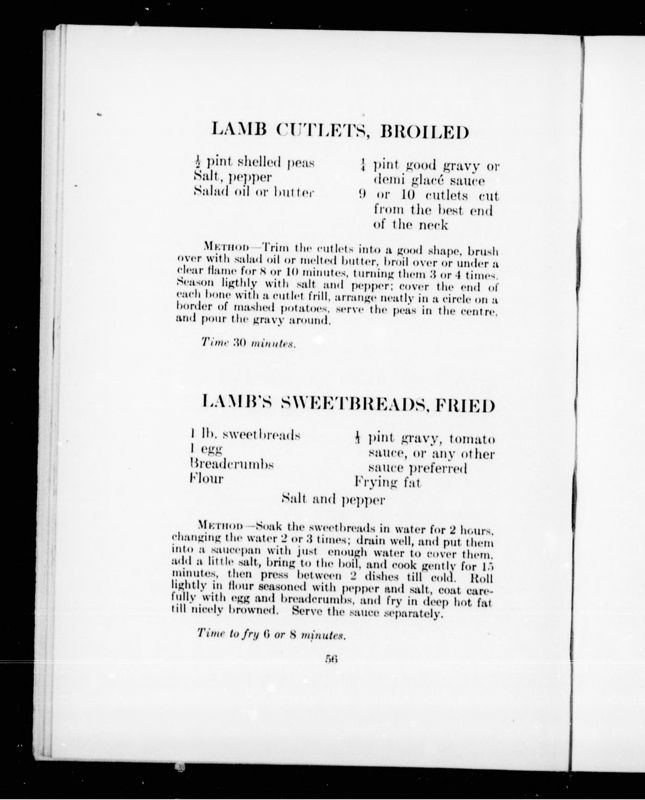 LAMB CUTLETS, BROILED
½ pint shelled peas
Salt, pepper
Salad oil or butter
pint good gravy or
demi glacé sauce
9 or 10 cutlets cut
from the best end
of the neck
METHOD—Trim the cutlets into a good shape, brush
over with salad oil or melted butter, broil over or under a
clear flame for 8 or 10 minutes, turning them 3 or 4 times.
Season ligthly with salt and pepper; cover the end of
each bone with a cutlet frill, arrange neatly in a circle on a
border of mashed potatoes, serve the peas in the centre,
and pour the gravy around.
Time 30 minutes.
LAMB'S SWEETBREADS, FRIED
1 lb. sweetbreads
1 egg
Breadcrumbs
Flour
pint gravy, tomato
sauce, or any other
sauce preferred
Frying fat
Salt and pepper
METHOD—Soak the sweetbreads in water for 2 hours,
changing the water 2 or 3 times; drain well, and put them
into a saucepan with just enough water to cover them,
add a little salt, bring to the boil, and cook gently for 15
minutes, then press between 2 dishes till cold. Roll
lightly in flour seasoned with pepper and salt, coat care-
fully with egg and breadcrumbs, and fry in deep hot fat
till nicely browned. Serve the sauce separately.
Time to fry 6 or 8 minutes.
56